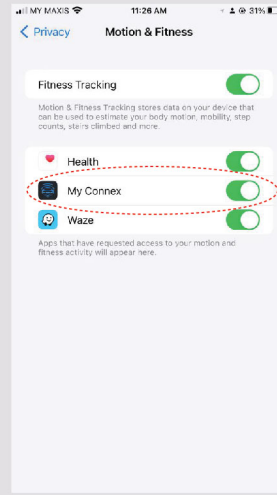 MY MAXIS 11:26 AM 31%
Privacy Motion & Fitness
Fitness Tracking
Motion & Fitness Tracking stores data on your device that
can be used to estimate your body motion, mobility, step
counts, stairs climbed and more.
Health
My Connex
Waze
Apps that have requested access to your motion and
fitness activity will appear here.